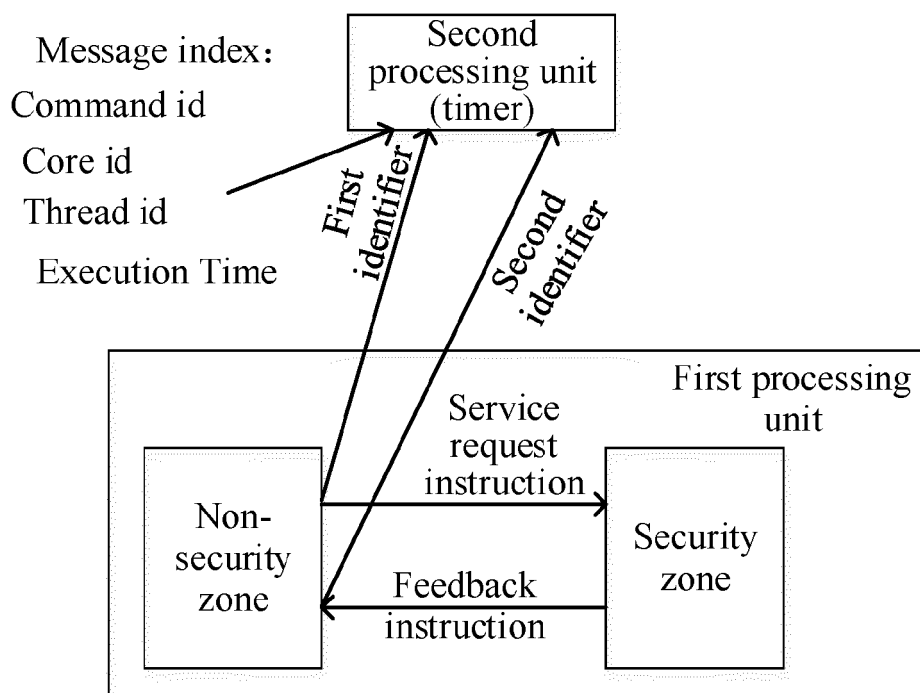 Message index：
Command id
Core id
Thread id
Execution Time
Second
processing unit
(timer)
First
identifier
Second
identifier
First processing
unit
Service
request
instruction
Non-
security
zone
Security
zone
Feedback
instruction